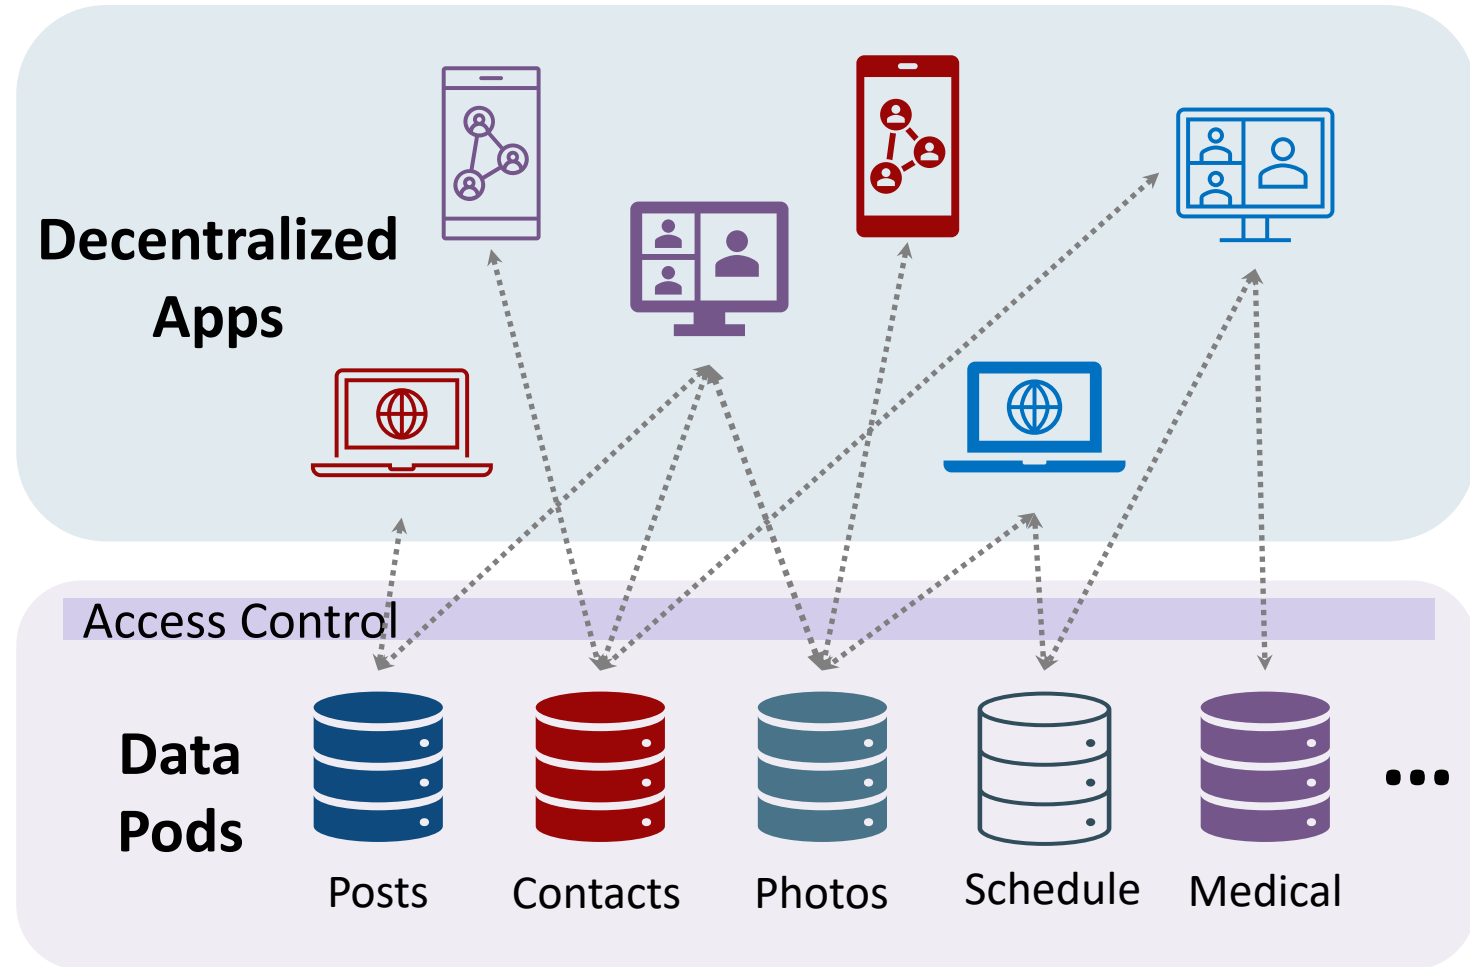 Decentralized
Apps
Access Control
Data
Pods
...
Posts
Contacts
Photos
Schedule
Medical